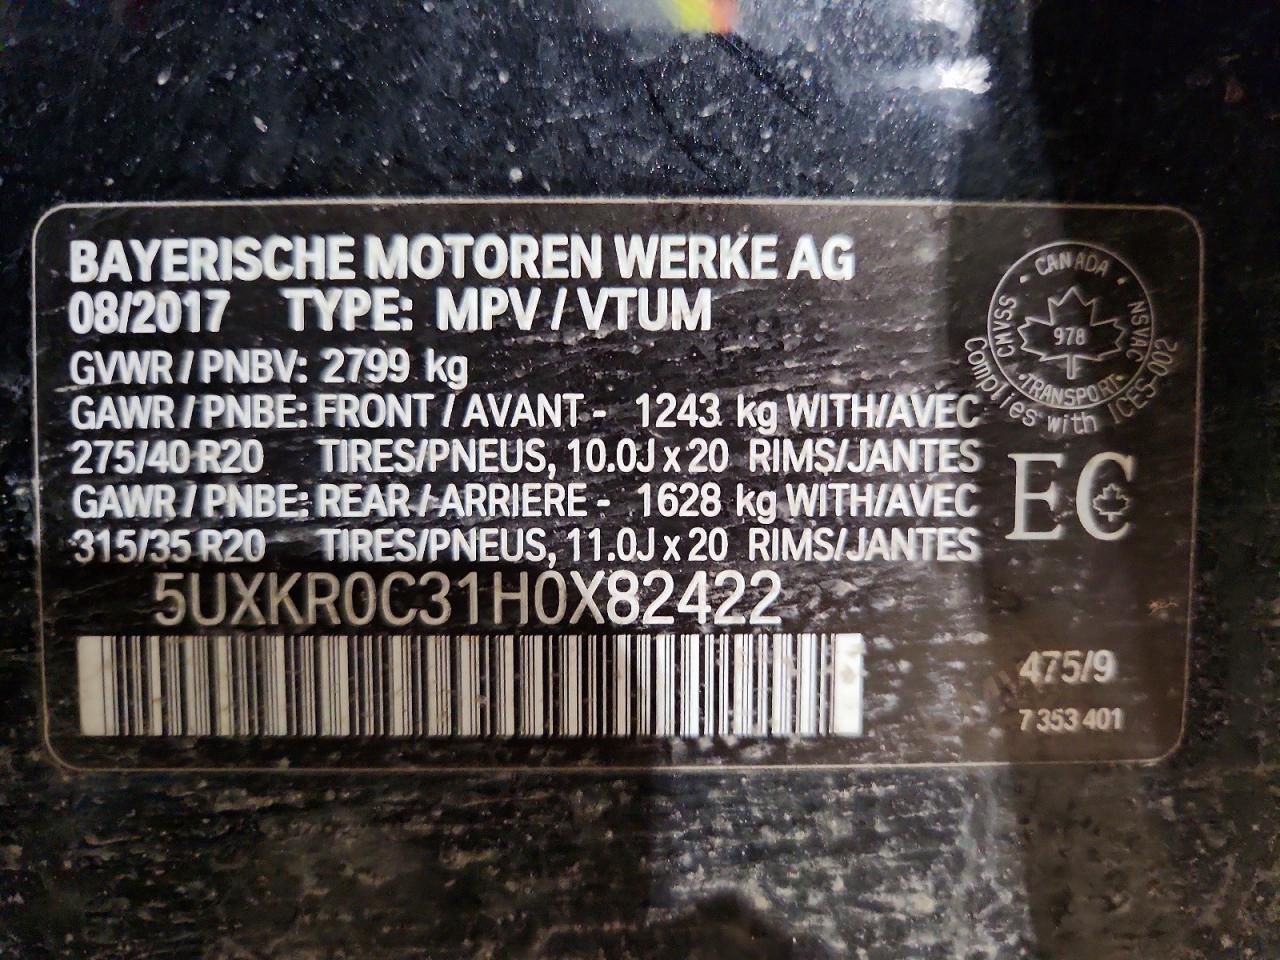 BAYERISCHE MOTOREN WERKE AG
08/2017 TYPE: MPV / VTUM
GVWR / PNBV: 2799 kg
GAWR / PNBE: FRONT / AVANT - 1243 kg WITH/AVEC
275/40 R20 TIRES/PNEUS, 10.0J x 20 RIMS/JANTES
GAWR / PNBE: REAR / ARRIERE - 1628 kg WITH/AVEC
315/35 R20 TIRES/PNEUS, 11.0J x 20 RIMS/JANTES
5UXKR0C31H0X82422
CANADA
CMVSS
NSVAC
978
TRANSPORT
Complies with ICES-002
EC
475/9
7 353 401